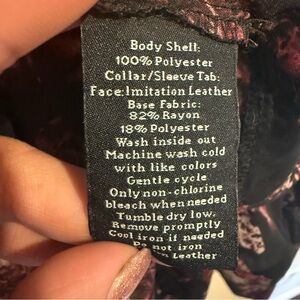 Body Shell:
100% Polyester
Collar/Sleeve Tab:
Face:Imitation Leather
Base Fabric:
82% Rayon
18% Polyester
Wash inside out
Machine wash cold
with like colors
Gentle cycle
Only non-chlorine
bleach when needed
Tumble dry low.
Remove promptly
Cool iron if needed
Do not iron
Leather